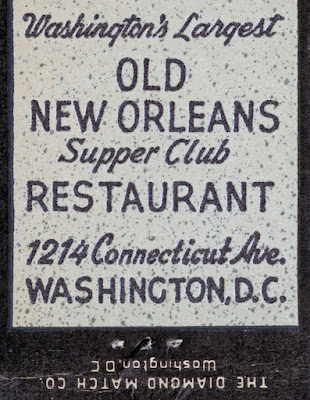 Washington's Largest
OLD
NEW ORLEANS
Supper Club
RESTAURANT
1214 Connecticut Ave.
WASHINGTON, D.C.
THE DIAMOND MATCH CO.
Washington, D.C